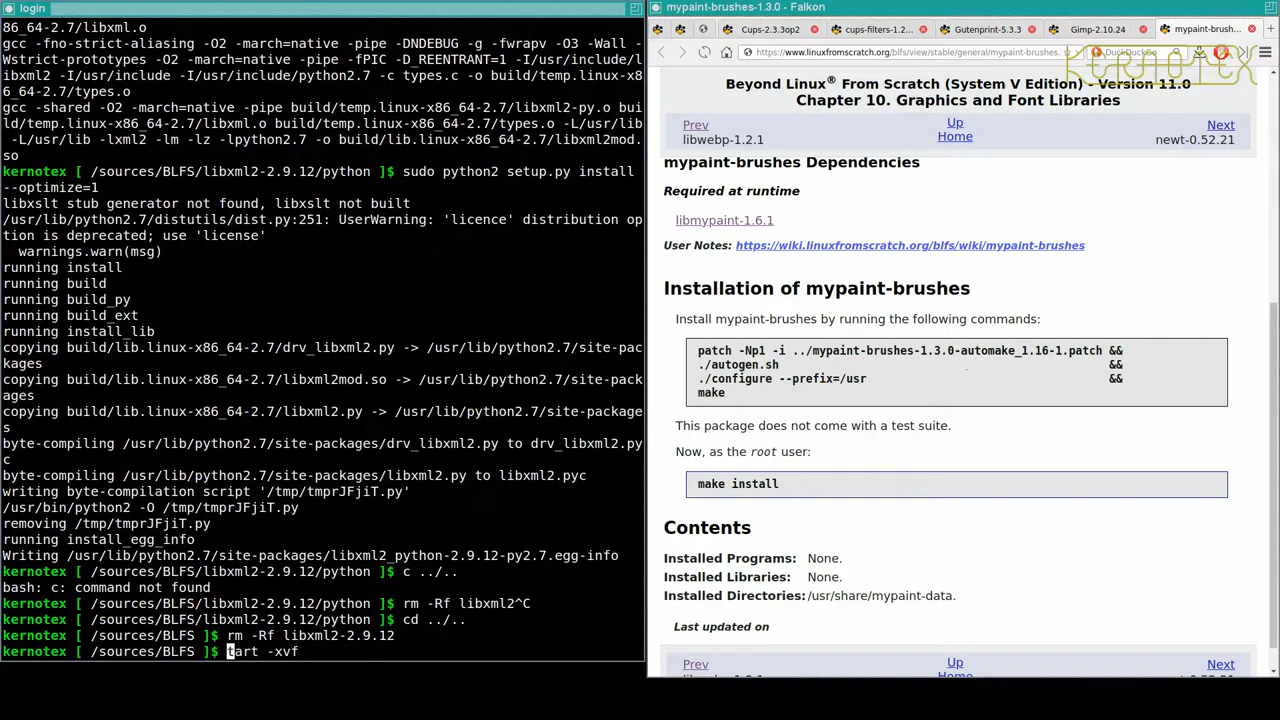 login
86_64-2.7/libxml.o
gcc -fno-strict-aliasing -O2 -march=native -pipe -DNDEBUG -g -fwrapv -O3 -Wall -
Wstrict-prototypes -O2 -march=native -pipe -fPIC -D_REENTRANT=1 -I/usr/include/l
ibxml2 -I/usr/include -I/usr/include/python2.7 -c types.c -o build/temp.linux-x8
6_64-2.7/types.o
gcc -shared -O2 -march=native -pipe build/temp.linux-x86_64-2.7/libxml2-py.o bui
ld/temp.linux-x86_64-2.7/libxml.o build/temp.linux-x86_64-2.7/types.o -L/usr/lib
-L/usr/lib -lxml2 -lm -lz -lpython2.7 -o build/lib.linux-x86_64-2.7/libxml2mod.
so
kernotex [ /sources/BLFS/libxml2-2.9.12/python ]$ sudo python2 setup.py install
--optimize=1
libxslt stub generator not found, libxslt not built
/usr/lib/python2.7/distutils/dist.py:251: UserWarning: 'licence' distribution op
tion is deprecated; use 'license'
warnings.warn(msg)
running install
running build
running build_py
running build_ext
running install_lib
copying build/lib.linux-x86_64-2.7/drv_libxml2.py -> /usr/lib/python2.7/site-pac
kages
copying build/lib.linux-x86_64-2.7/libxml2mod.so -> /usr/lib/python2.7/site-pack
ages
copying build/lib.linux-x86_64-2.7/libxml2.py -> /usr/lib/python2.7/site-package
s
byte-compiling /usr/lib/python2.7/site-packages/drv_libxml2.py to drv_libxml2.py
c
byte-compiling /usr/lib/python2.7/site-packages/libxml2.py to libxml2.pyc
writing byte-compilation script '/tmp/tmprJFjiT.py'
/usr/bin/python2 -O /tmp/tmprJFjiT.py
removing /tmp/tmprJFjiT.py
running install_egg_info
Writing /usr/lib/python2.7/site-packages/libxml2_python-2.9.12-py2.7.egg-info
kernotex [ /sources/BLFS/libxml2-2.9.12/python ]$ c ../..
bash: c: command not found
kernotex [ /sources/BLFS/libxml2-2.9.12/python ]$ rm -Rf libxml2^C
kernotex [ /sources/BLFS/libxml2-2.9.12/python ]$ cd ../..
kernotex [ /sources/BLFS ]$ rm -Rf libxml2-2.9.12
kernotex [ /sources/BLFS ]$ tart -xvf
mypaint-brushes-1.3.0 - Falkon
Cups-2.3.3op2
cups-filters-1.2...
Gutenprint-5.3.3
Gimp-2.10.24
mypaint-brush...
https://www.linuxfromscratch.org/blfs/view/stable/general/mypaint-brushes.
DuckDuckGo
KERNOTEX
Beyond Linux® From Scratch (System V Edition) - Version 11.0
Chapter 10. Graphics and Font Libraries
Prev Up Next
libwebp-1.2.1 Home newt-0.52.21
mypaint-brushes Dependencies
Required at runtime
libmypaint-1.6.1
User Notes: https://wiki.linuxfromscratch.org/blfs/wiki/mypaint-brushes
Installation of mypaint-brushes
Install mypaint-brushes by running the following commands:
patch -Np1 -i ../mypaint-brushes-1.3.0-automake_1.16-1.patch &&
./autogen.sh &&
./configure --prefix=/usr &&
make
This package does not come with a test suite.
Now, as the root user:
make install
Contents
Installed Programs: None.
Installed Libraries: None.
Installed Directories: /usr/share/mypaint-data.
Last updated on
Prev Up Next
Home